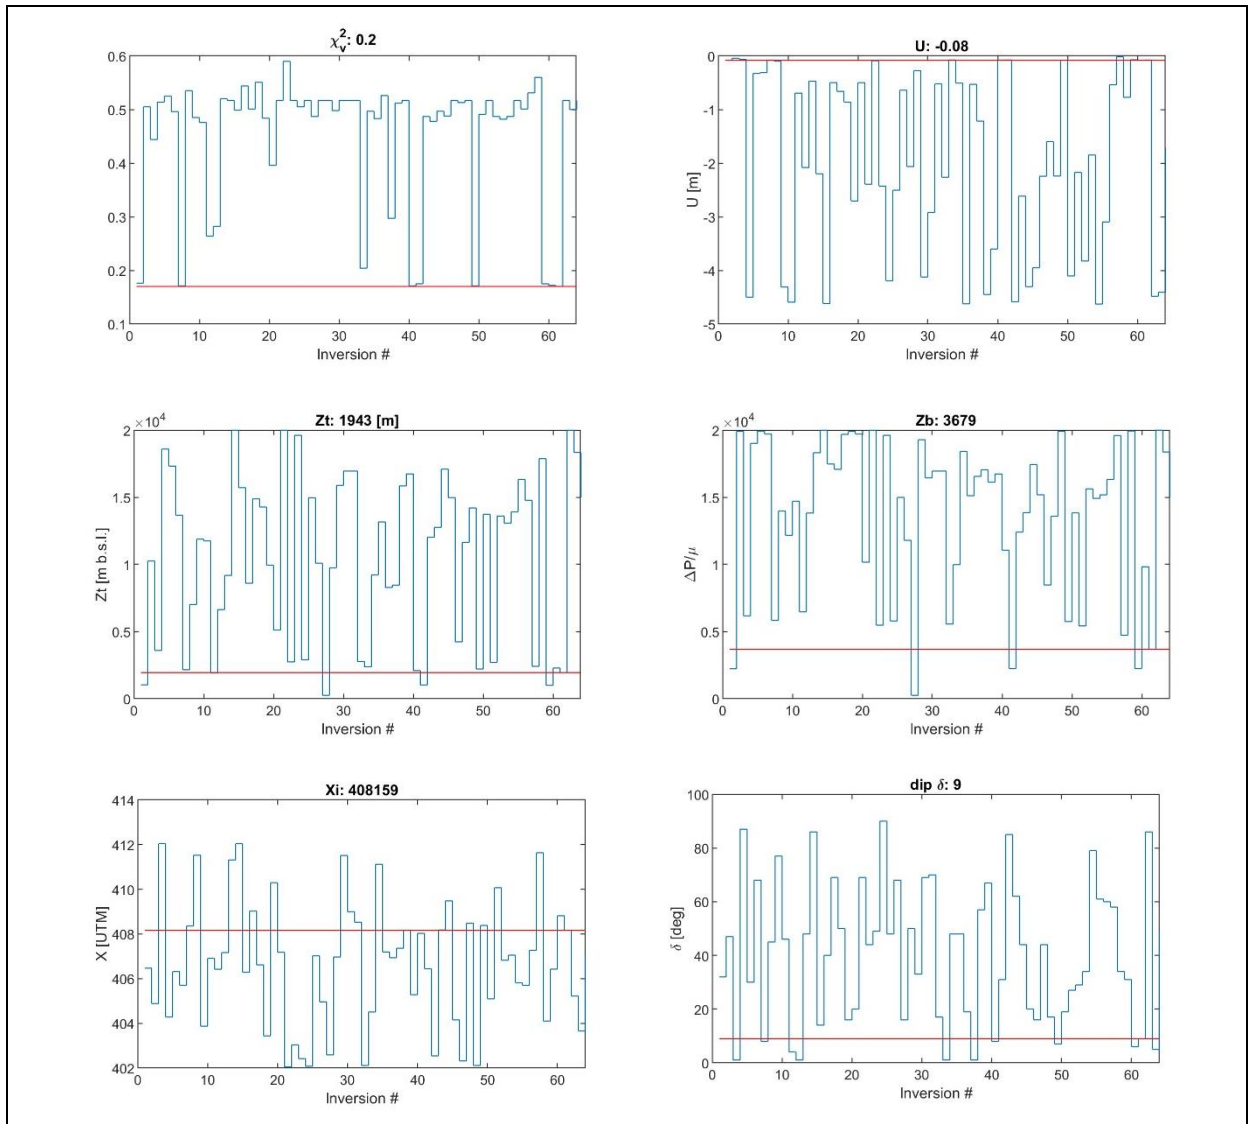 χ²ᵥ: 0.2
0.6
0.5
0.4
0.3
0.2
0.1
0 10 20 30 40 50 60
Inversion #
U: -0.08
U [m]
0
-1
-2
-3
-4
-5
0 10 20 30 40 50 60
Inversion #
Zt: 1943 [m]
×10⁴
Zt [m b.s.l.]
2
1.5
1
0.5
0
0 10 20 30 40 50 60
Inversion #
Zb: 3679
×10⁴
ΔP/μ
2
1.5
1
0.5
0
0 10 20 30 40 50 60
Inversion #
Xi: 408159
X [UTM]
414
412
410
408
406
404
402
0 10 20 30 40 50 60
Inversion #
dip δ: 9
δ [deg]
100
80
60
40
20
0
0 10 20 30 40 50 60
Inversion #